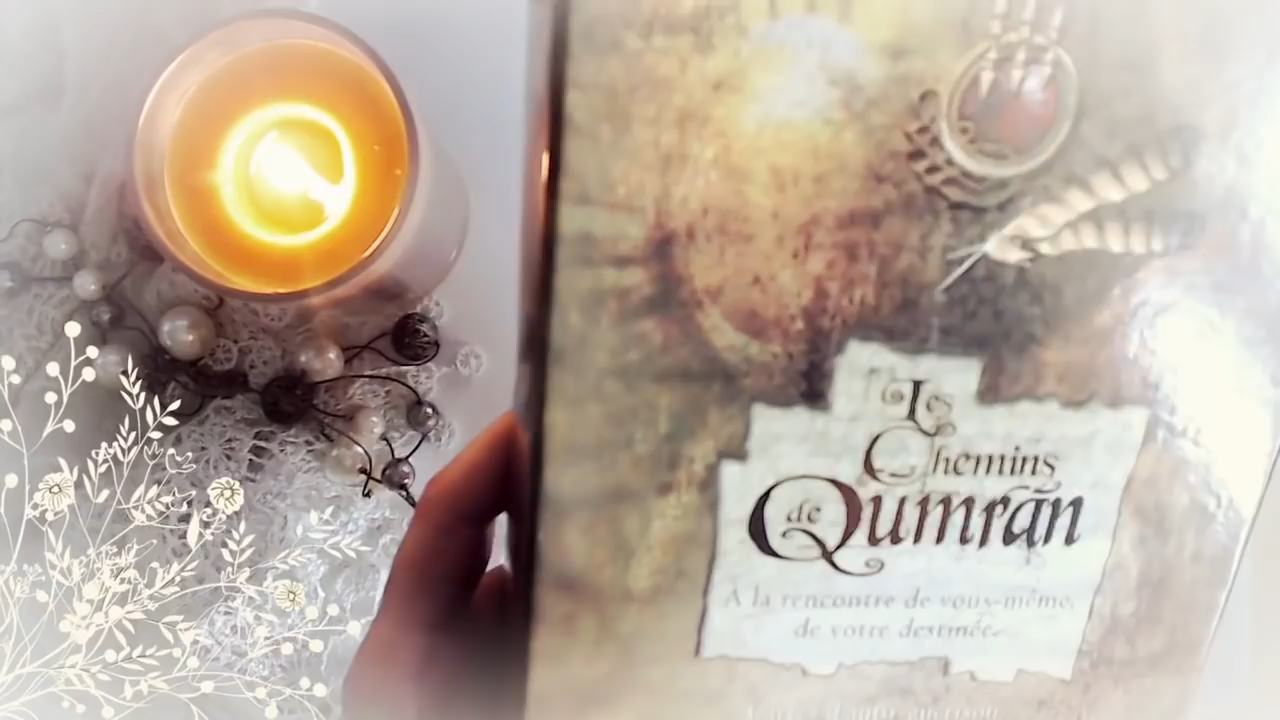 Les
Chemins
de Qumrân
À la rencontre de vous-même,
de votre destinée